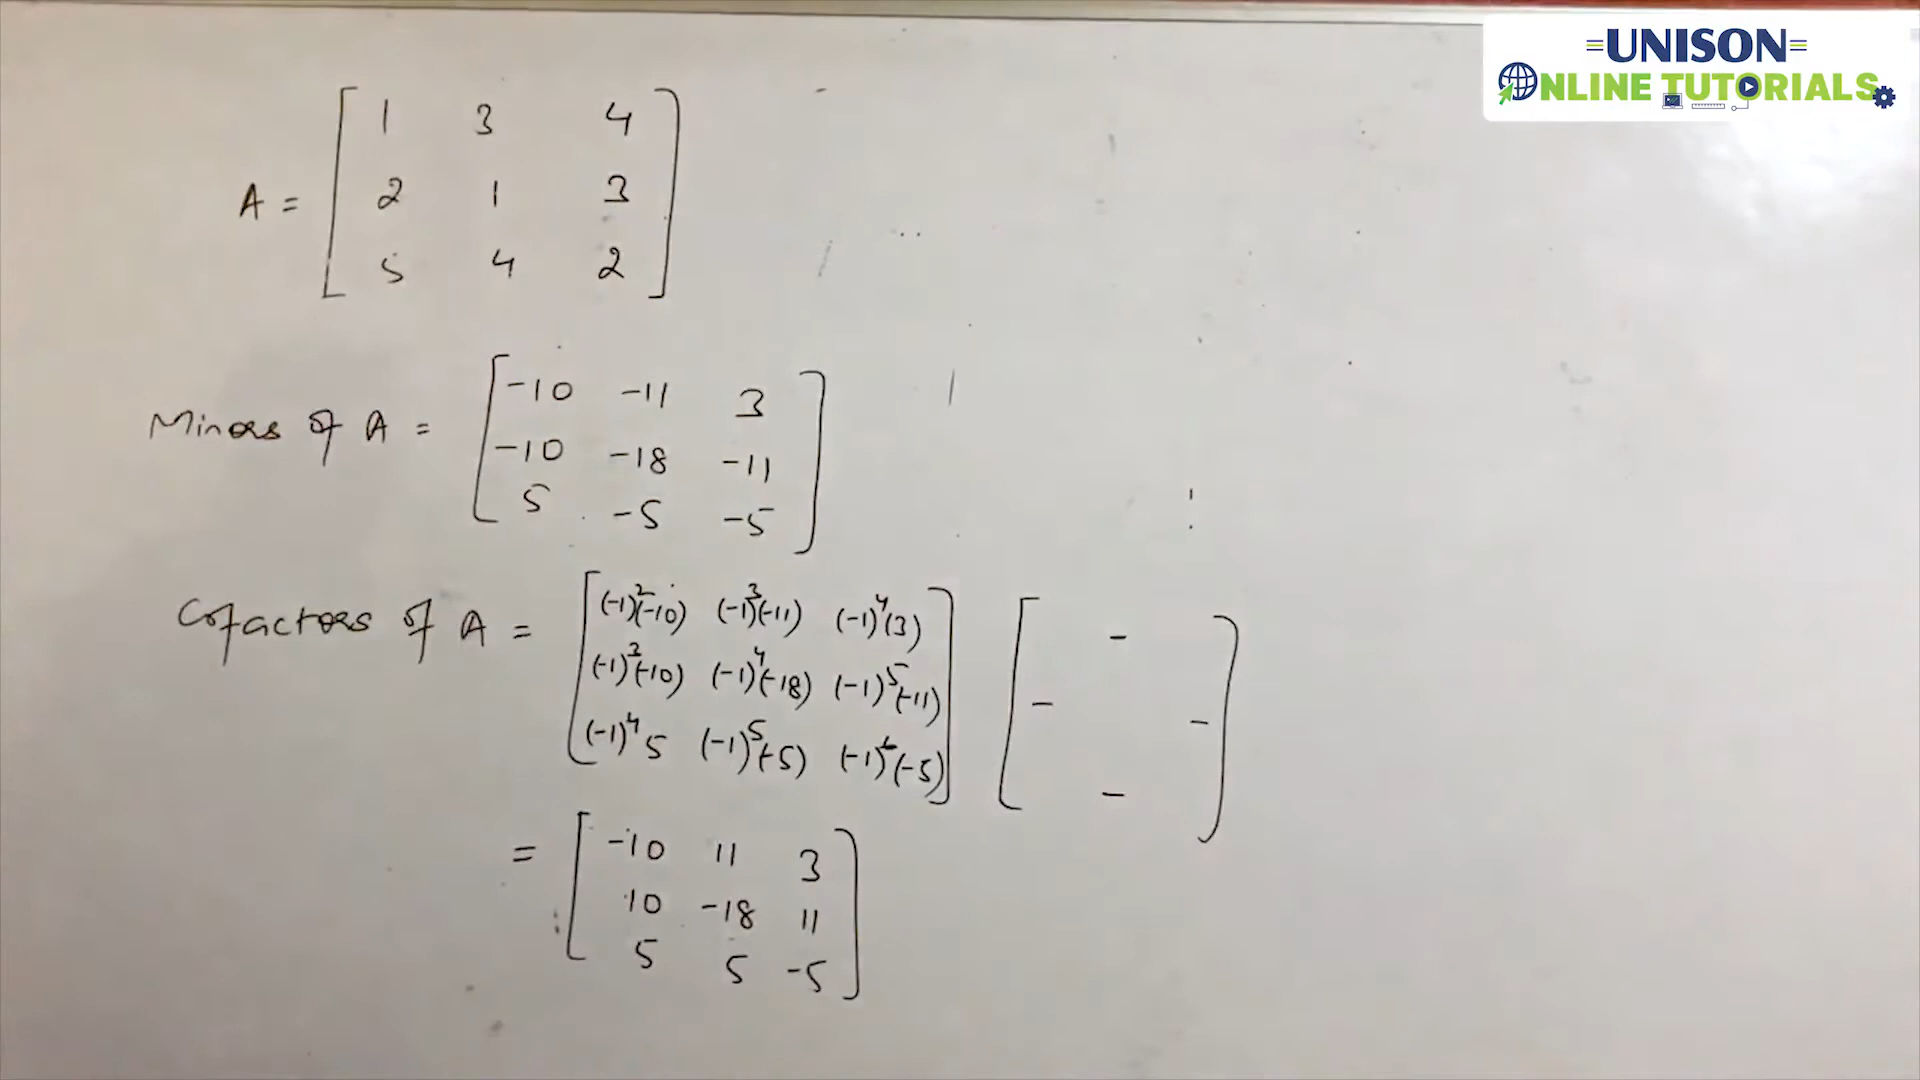 UNISON
ONLINE TUTORIALS
1 3 4
A = 2 1 3
5 4 2
-10 -11 3
Minors of A = -10 -18 -11
5 -5 -5
(-1)²(-10) (-1)³(-11) (-1)⁴(3)
Cofactors of A = (-1)³(-10) (-1)⁴(-18) (-1)⁵(-11)
(-1)⁴5 (-1)⁵(-5) (-1)⁶(-5)
-
- -
-
= -10 11 3
10 -18 11
5 5 -5